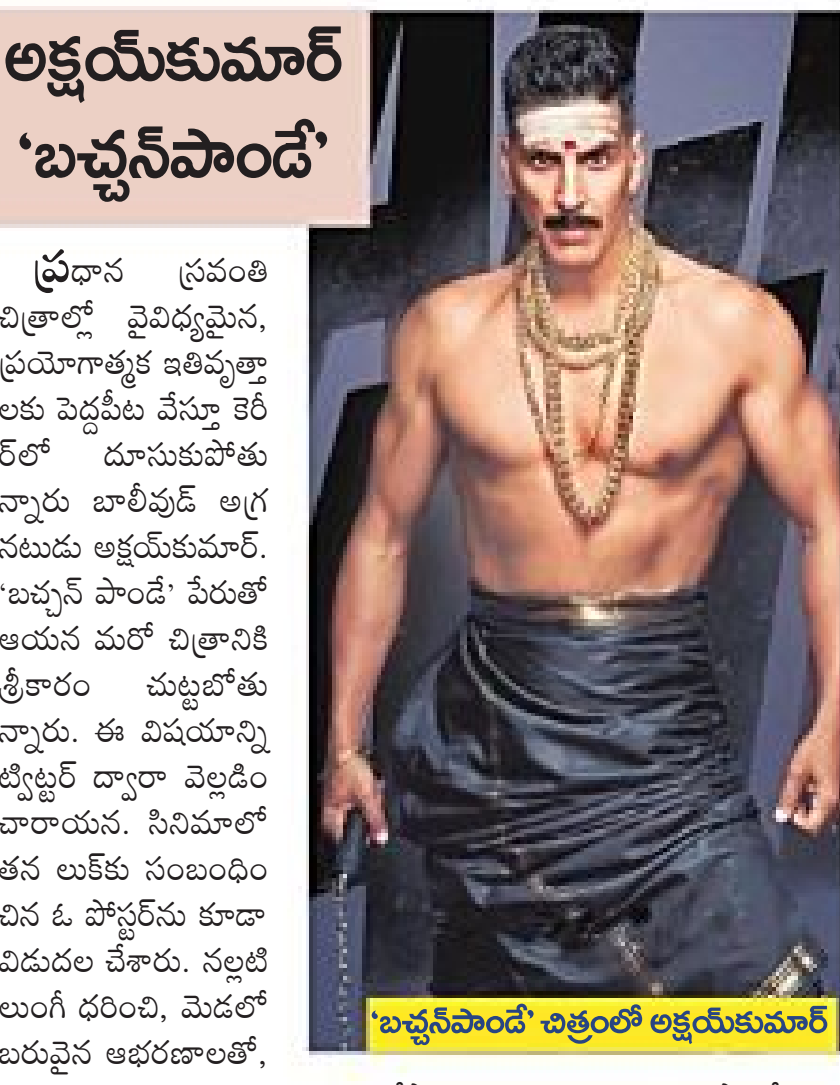 అక్షయ్‌కుమార్
‘బచ్చన్‌పాండే’
ప్రధాన స్రవంతి
చిత్రాల్లో వైవిధ్యమైన,
ప్రయోగాత్మక ఇతివృత్తా
లకు పెద్దపీట వేస్తూ కెరీ
ర్‌లో దూసుకుపోతు
న్నారు బాలీవుడ్ అగ్ర
నటుడు అక్షయ్‌కుమార్.
‘బచ్చన్ పాండే’ పేరుతో
ఆయన మరో చిత్రానికి
శ్రీకారం చుట్టబోతు
న్నారు. ఈ విషయాన్ని
ట్విట్టర్ ద్వారా వెల్లడిం
చారాయన. సినిమాలో
తన లుక్‌కు సంబంధిం
చిన ఓ పోస్టర్‌ను కూడా
విడుదల చేశారు. నల్లటి
లుంగీ ధరించి, మెడలో
బరువైన ఆభరణాలతో,
‘బచ్చన్‌పాండే’ చిత్రంలో అక్షయ్‌కుమార్